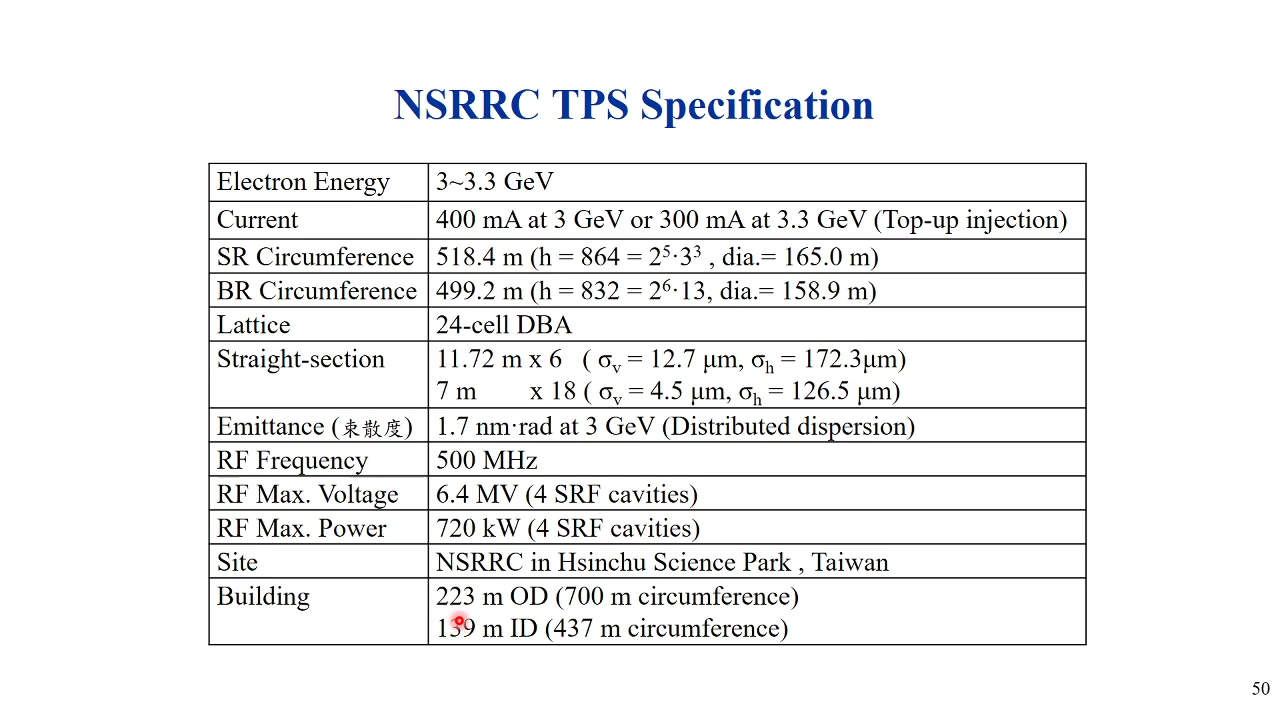 NSRRC TPS Specification
Electron Energy 3~3.3 GeV
Current 400 mA at 3 GeV or 300 mA at 3.3 GeV (Top-up injection)
SR Circumference 518.4 m (h = 864 = 2⁵·3³ , dia.= 165.0 m)
BR Circumference 499.2 m (h = 832 = 2⁶·13, dia.= 158.9 m)
Lattice 24-cell DBA
Straight-section 11.72 m x 6 ( σᵥ = 12.7 μm, σₕ = 172.3μm)
7 m x 18 ( σᵥ = 4.5 μm, σₕ = 126.5 μm)
Emittance (束散度) 1.7 nm·rad at 3 GeV (Distributed dispersion)
RF Frequency 500 MHz
RF Max. Voltage 6.4 MV (4 SRF cavities)
RF Max. Power 720 kW (4 SRF cavities)
Site NSRRC in Hsinchu Science Park , Taiwan
Building 223 m OD (700 m circumference)
139 m ID (437 m circumference)
50